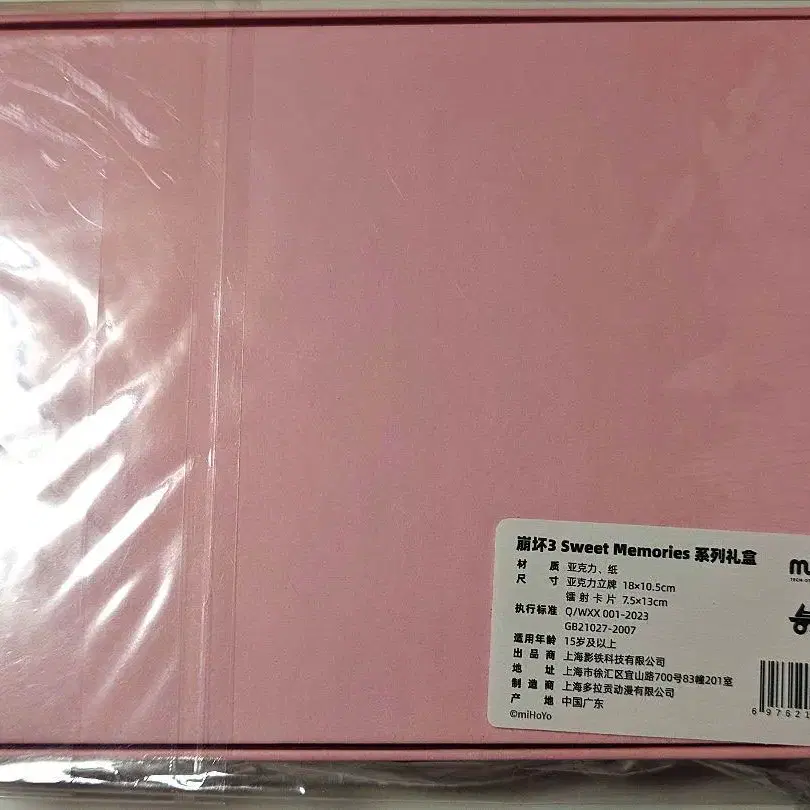 崩坏3 Sweet Memories 系列礼盒
材 质 亚克力、纸
尺 寸 亚克力立牌 18×10.5cm
镭射卡片 7.5×13cm
执行标准 Q/WXX 001-2023
GB21027-2007
适用年龄 15岁及以上
出品商 上海影铁科技有限公司
地 址 上海市徐汇区宜山路700号83幢201室
制造商 上海多拉贡动漫有限公司
产 地 中国广东
©miHoYo
6 97621